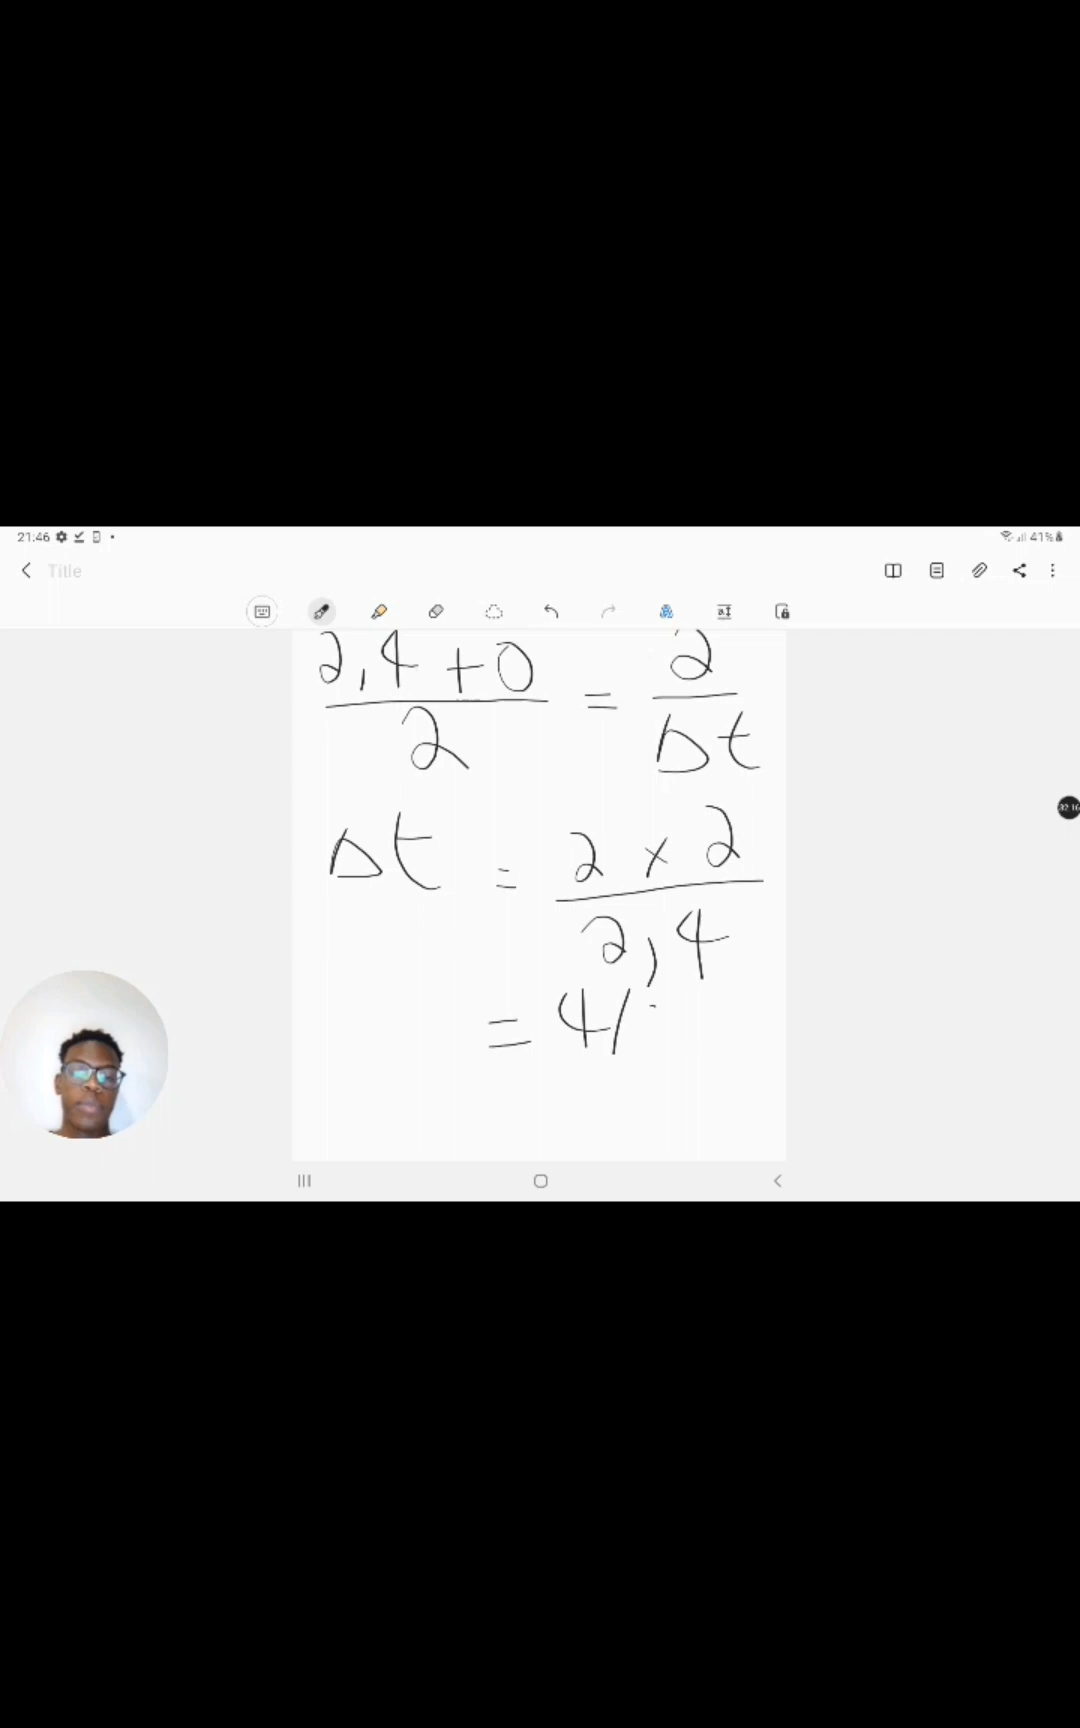 21:46 41%
Title
2,4 + 0 / 2 = 2 / Δt
Δt = 2 × 2 / 2,4
= 4/